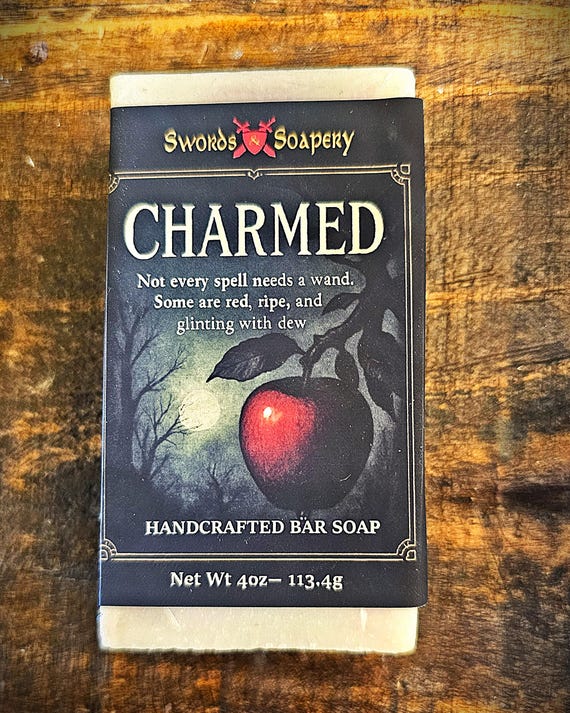 Swords & Soapery
CHARMED
Not every spell needs a wand.
Some are red, ripe, and
glinting with dew
HANDCRAFTED BÄR SOAP
Net Wt 4oz– 113.4g